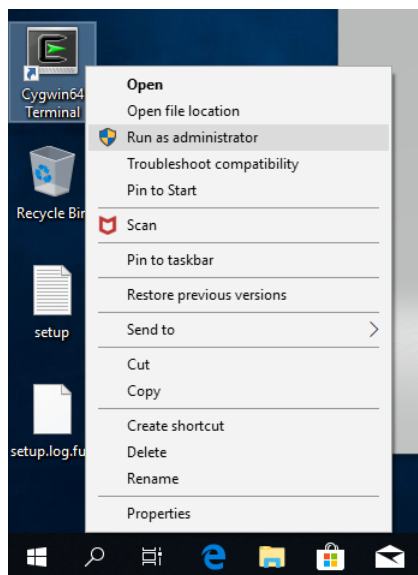 Cygwin64
Terminal
Recycle Bin
setup
setup.log.fu
Open
Open file location
Run as administrator
Troubleshoot compatibility
Pin to Start
Scan
Pin to taskbar
Restore previous versions
Send to
Cut
Copy
Create shortcut
Delete
Rename
Properties